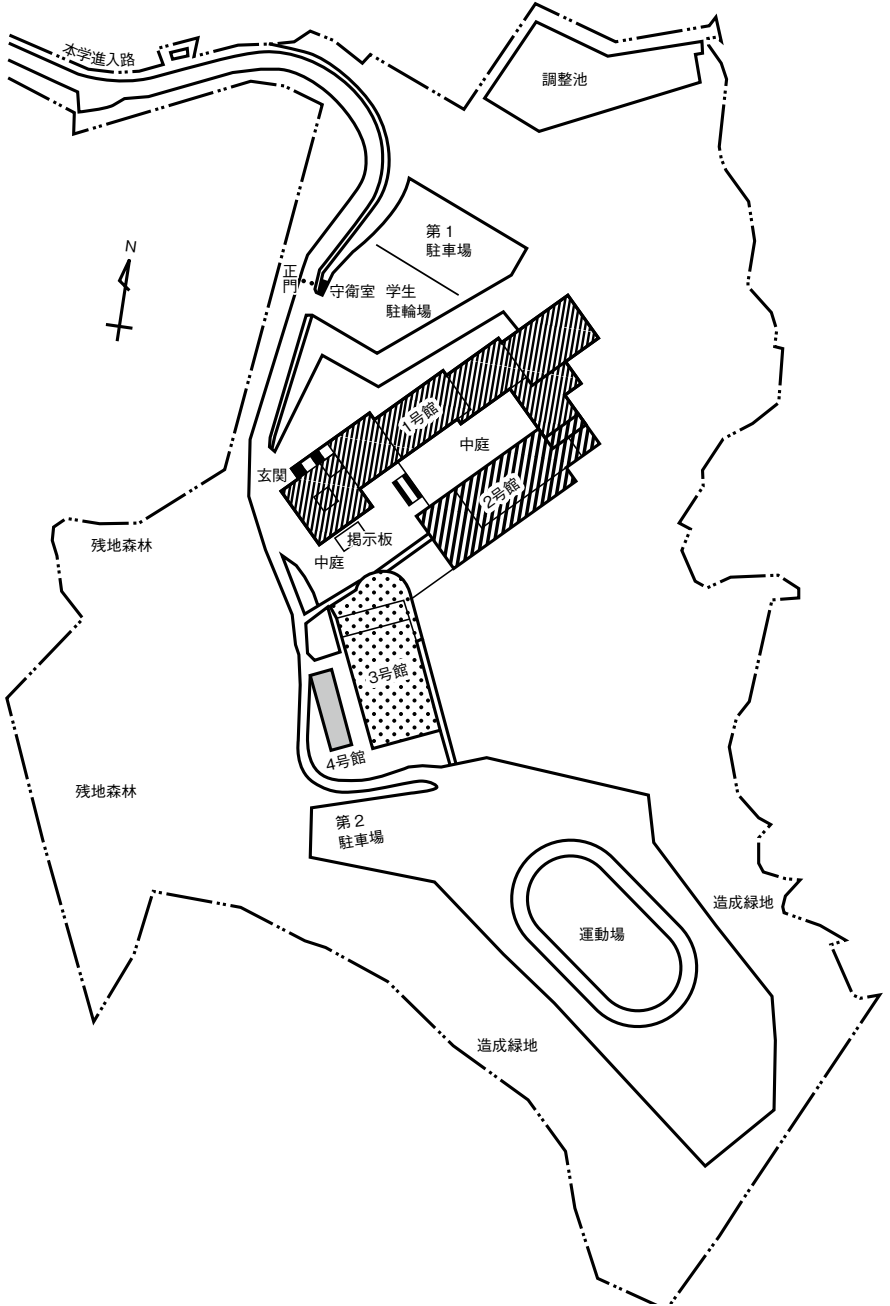 本学進入路
調整池
N
第1
駐車場
正
門
守衛室
学生
駐輪場
1号館
中庭
玄関
2号館
掲示板
中庭
残地森林
3号館
4号館
残地森林
第2
駐車場
造成緑地
運動場
造成緑地